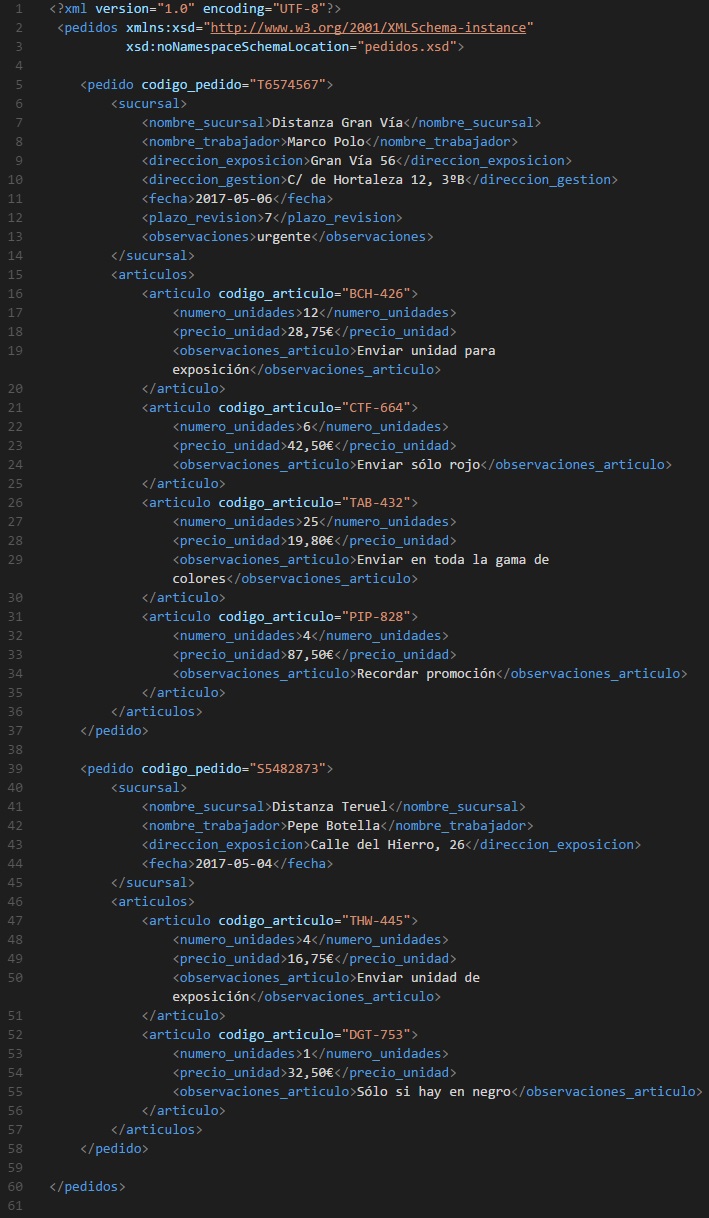 1 <?xml version="1.0" encoding="UTF-8"?>
2 <pedidos xmlns:xsd="http://www.w3.org/2001/XMLSchema-instance"
3 xsd:noNamespaceSchemaLocation="pedidos.xsd">
4
5 <pedido codigo_pedido="T6574567">
6 <sucursal>
7 <nombre_sucursal>Distanza Gran Vía</nombre_sucursal>
8 <nombre_trabajador>Marco Polo</nombre_trabajador>
9 <direccion_exposicion>Gran Vía 56</direccion_exposicion>
10 <direccion_gestion>C/ de Hortaleza 12, 3ºB</direccion_gestion>
11 <fecha>2017-05-06</fecha>
12 <plazo_revision>7</plazo_revision>
13 <observaciones>urgente</observaciones>
14 </sucursal>
15 <articulos>
16 <articulo codigo_articulo="BCH-426">
17 <numero_unidades>12</numero_unidades>
18 <precio_unidad>28,75€</precio_unidad>
19 <observaciones_articulo>Enviar unidad para
exposición</observaciones_articulo>
20 </articulo>
21 <articulo codigo_articulo="CTF-664">
22 <numero_unidades>6</numero_unidades>
23 <precio_unidad>42,50€</precio_unidad>
24 <observaciones_articulo>Enviar sólo rojo</observaciones_articulo>
25 </articulo>
26 <articulo codigo_articulo="TAB-432">
27 <numero_unidades>25</numero_unidades>
28 <precio_unidad>19,80€</precio_unidad>
29 <observaciones_articulo>Enviar en toda la gama de
colores</observaciones_articulo>
30 </articulo>
31 <articulo codigo_articulo="PIP-828">
32 <numero_unidades>4</numero_unidades>
33 <precio_unidad>87,50€</precio_unidad>
34 <observaciones_articulo>Recordar promoción</observaciones_articulo>
35 </articulo>
36 </articulos>
37 </pedido>
38
39 <pedido codigo_pedido="S5482873">
40 <sucursal>
41 <nombre_sucursal>Distanza Teruel</nombre_sucursal>
42 <nombre_trabajador>Pepe Botella</nombre_trabajador>
43 <direccion_exposicion>Calle del Hierro, 26</direccion_exposicion>
44 <fecha>2017-05-04</fecha>
45 </sucursal>
46 <articulos>
47 <articulo codigo_articulo="THW-445">
48 <numero_unidades>4</numero_unidades>
49 <precio_unidad>16,75€</precio_unidad>
50 <observaciones_articulo>Enviar unidad de
exposición</observaciones_articulo>
51 </articulo>
52 <articulo codigo_articulo="DGT-753">
53 <numero_unidades>1</numero_unidades>
54 <precio_unidad>32,50€</precio_unidad>
55 <observaciones_articulo>Sólo si hay en negro</observaciones_articulo>
56 </articulo>
57 </articulos>
58 </pedido>
59
60 </pedidos>
61